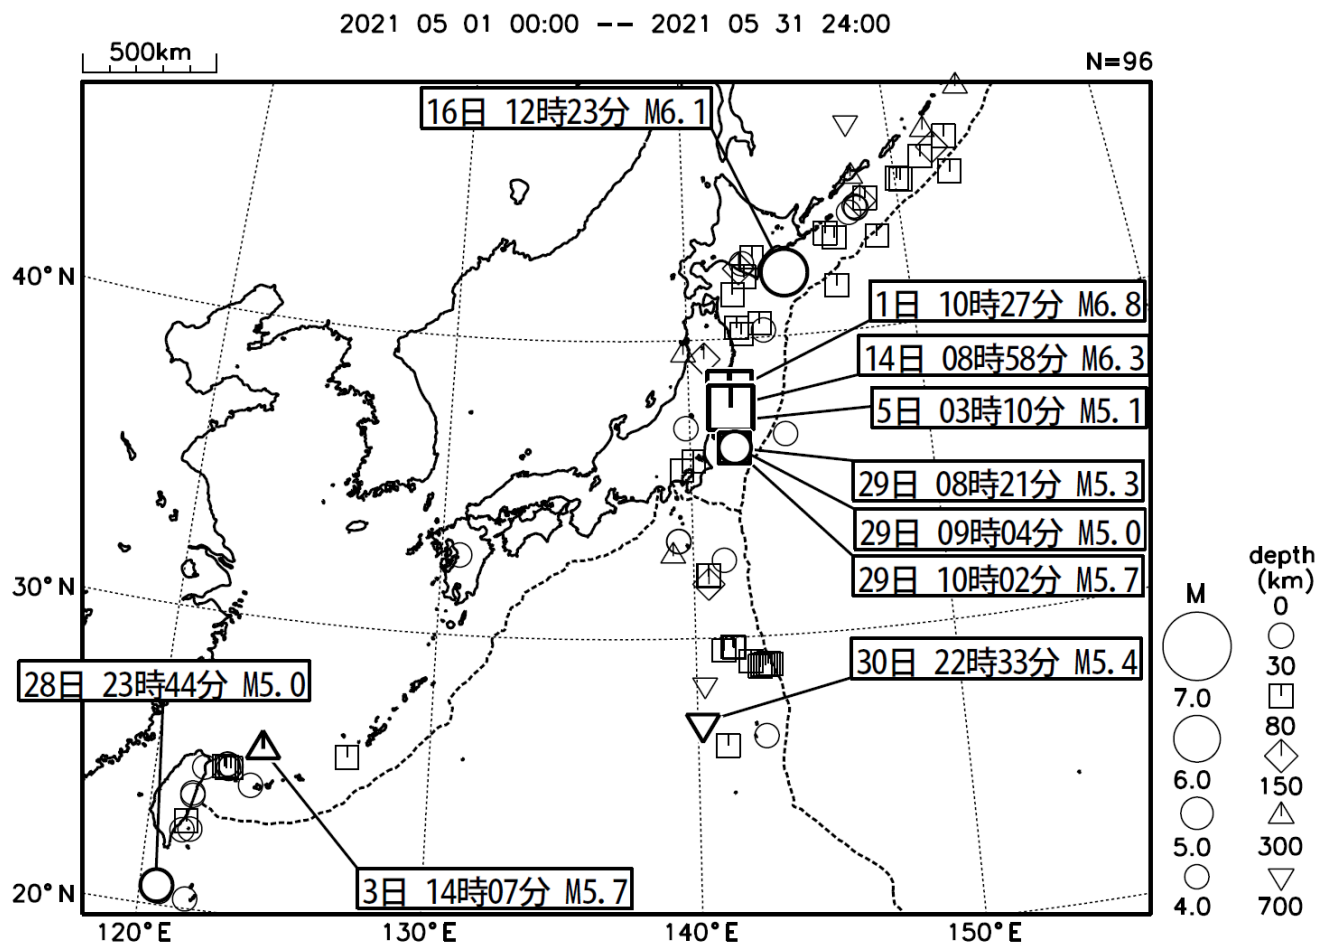 2021 05 01 00:00 -- 2021 05 31 24:00
500km
N=96
16日 12時23分 M6.1
40°N
1日 10時27分 M6.8
14日 08時58分 M6.3
5日 03時10分 M5.1
29日 08時21分 M5.3
29日 09時04分 M5.0
29日 10時02分 M5.7
30°N
30日 22時33分 M5.4
28日 23時44分 M5.0
3日 14時07分 M5.7
20°N
120°E
130°E
140°E
150°E
M
7.0
6.0
5.0
4.0
depth
(km)
0
30
80
150
300
700